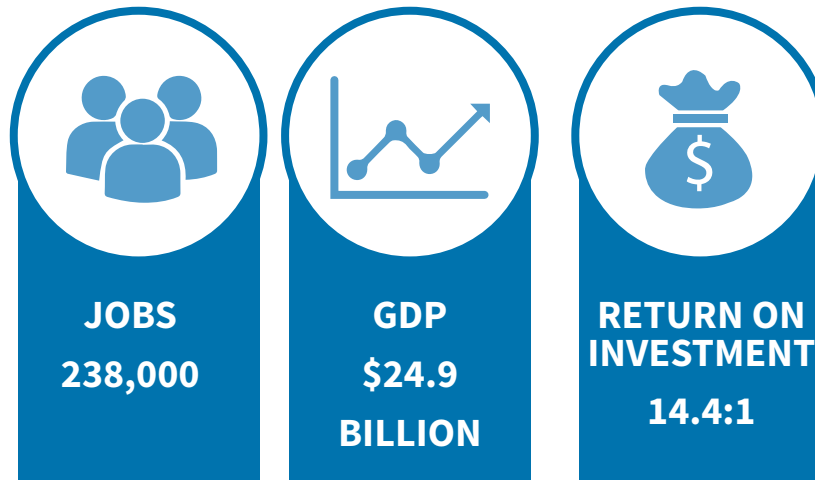 JOBS
238,000
GDP
$24.9
BILLION
$
RETURN ON
INVESTMENT
14.4:1